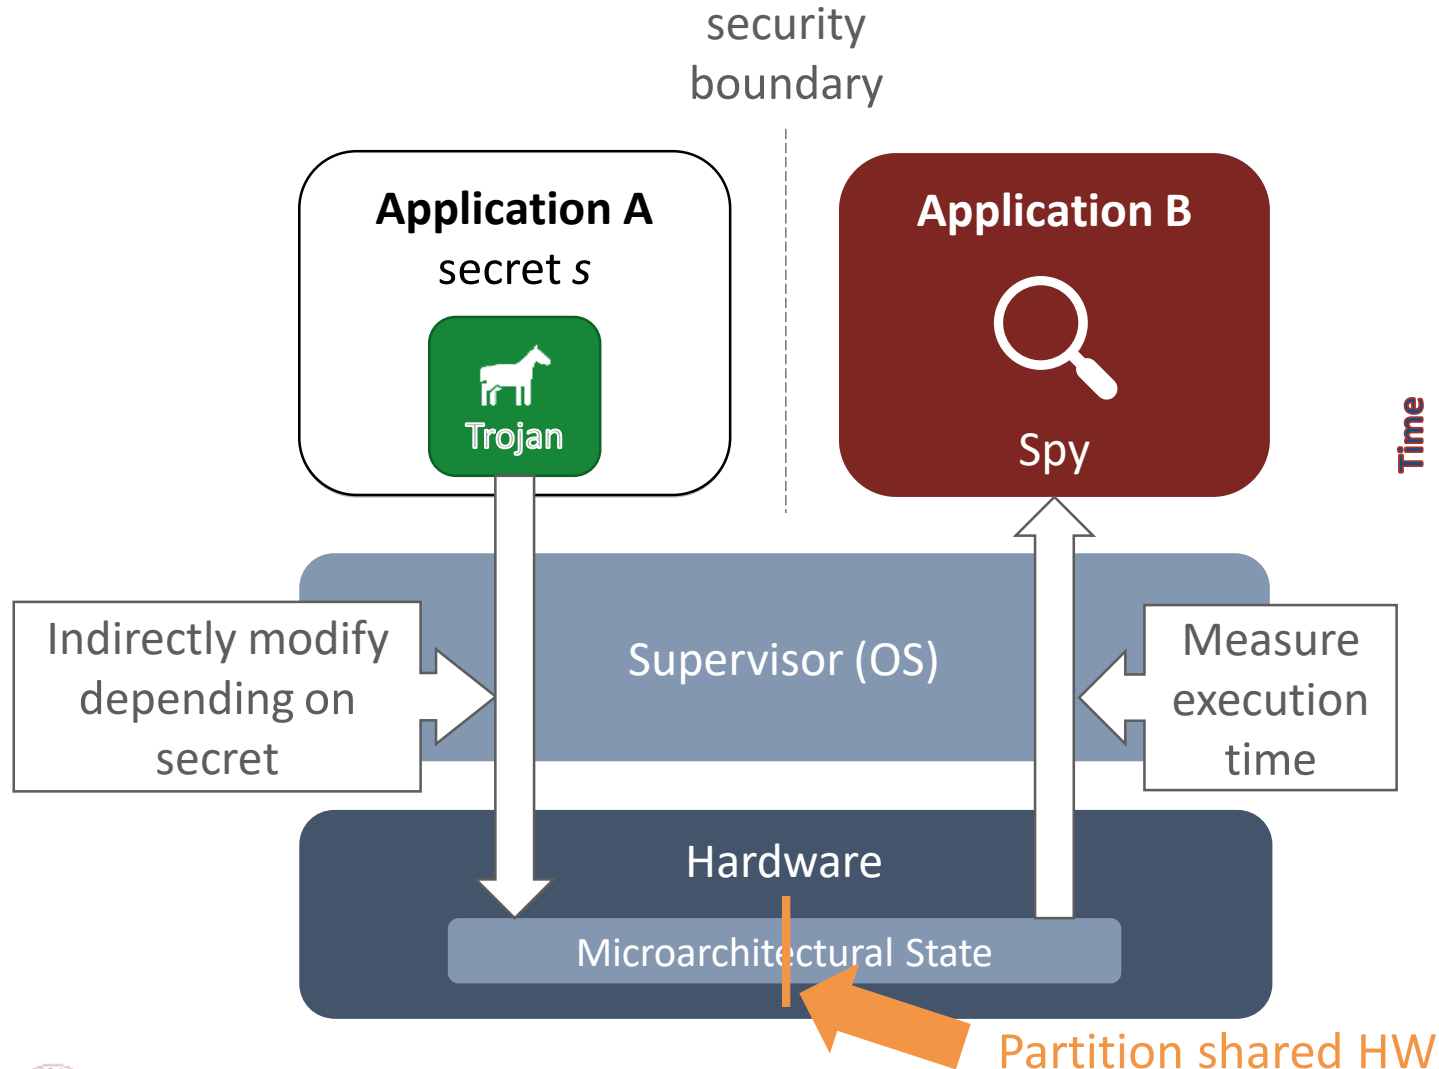 security
boundary
Application A
secret s
Trojan
Application B
Spy
Time
Indirectly modify
depending on
secret
Supervisor (OS)
Measure
execution
time
Hardware
Microarchitectural State
Partition shared HW